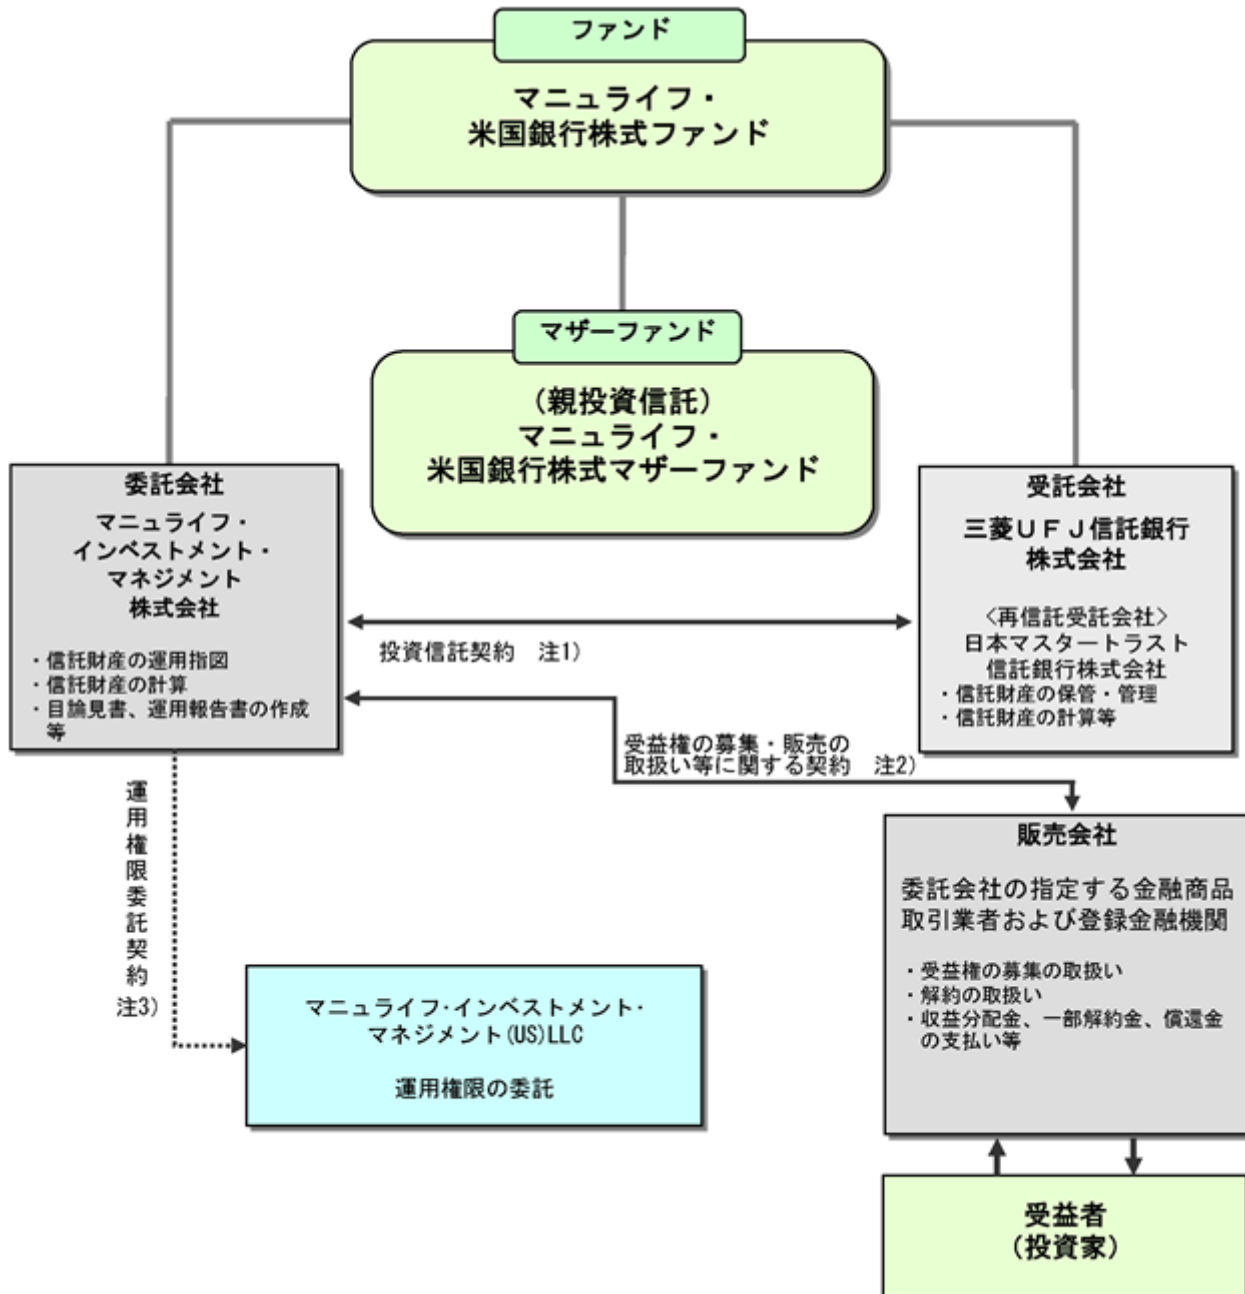 ファンド
マニュライフ・
米国銀行株式ファンド
マザーファンド
（親投資信託）
マニュライフ・
米国銀行株式マザーファンド
委託会社
マニュライフ・
インベストメント・
マネジメント
株式会社
・信託財産の運用指図
・信託財産の計算
・目論見書、運用報告書の作成
等
受託会社
三菱ＵＦＪ信託銀行
株式会社
〈再信託受託会社〉
日本マスタートラスト
信託銀行株式会社
・信託財産の保管・管理
・信託財産の計算等
投資信託契約　注1）
受益権の募集・販売の
取扱い等に関する契約　注2）
運用権限委託契約
注3）
マニュライフ･インベストメント･
マネジメント(US)LLC
運用権限の委託
販売会社
委託会社の指定する金融商品
取引業者および登録金融機関
・受益権の募集の取扱い
・解約の取扱い
・収益分配金、一部解約金、償還金
の支払い等
受益者
（投資家）